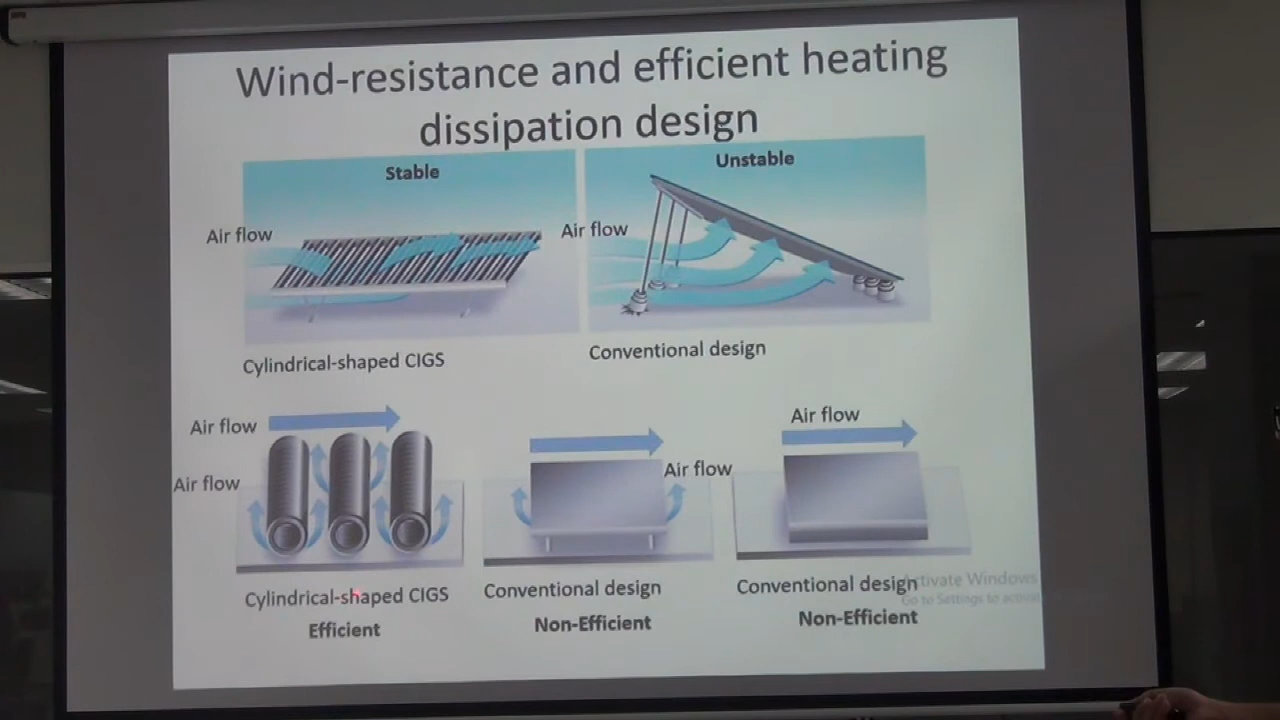 Wind-resistance and efficient heating
dissipation design
Stable
Unstable
Air flow
Air flow
Cylindrical-shaped CIGS
Conventional design
Air flow
Air flow
Air flow
Air flow
Cylindrical-shaped CIGS
Efficient
Conventional design
Non-Efficient
Conventional design
Non-Efficient
Activate Windows
Go to Settings to activate